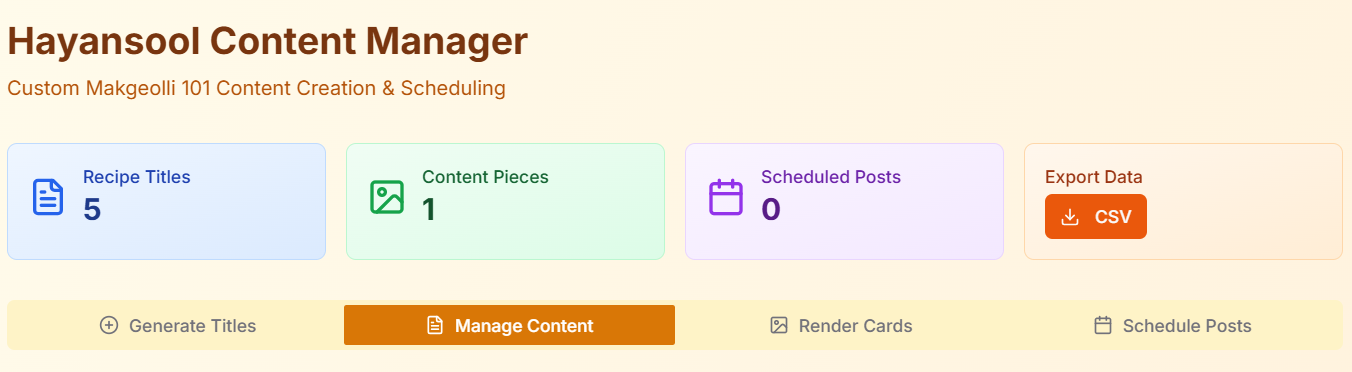 Hayansool Content Manager
Custom Makgeolli 101 Content Creation & Scheduling
Recipe Titles
5
Content Pieces
1
Scheduled Posts
0
Export Data
CSV
Generate Titles
Manage Content
Render Cards
Schedule Posts